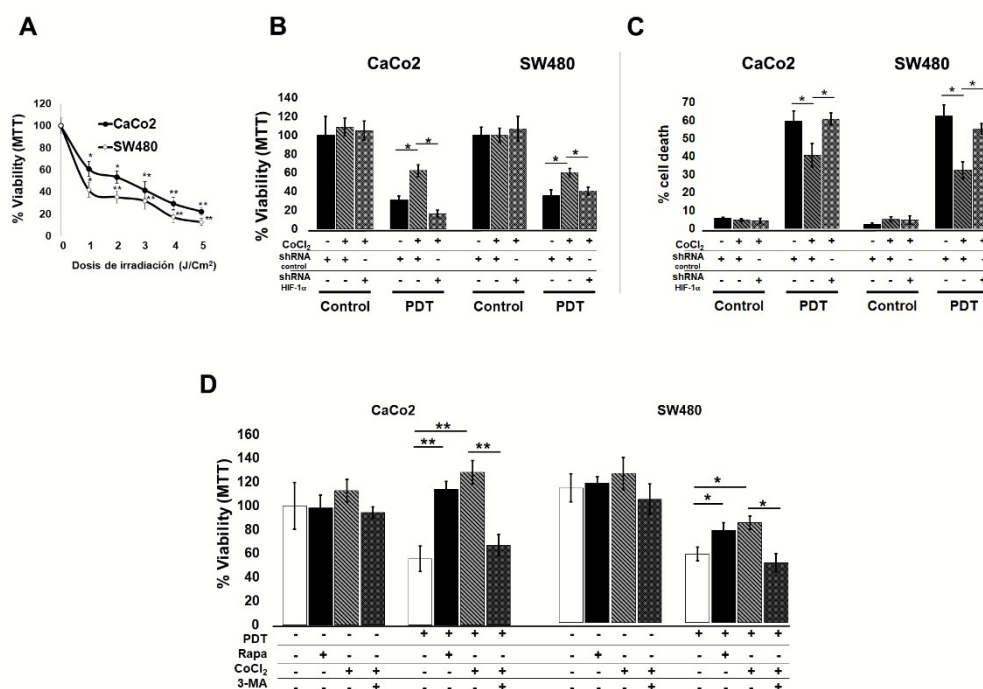 A
% Viability (MTT)
120
100
80
60
40
20
0
CaCo2
SW480
* * ** ** **
* ** ** ** **
0 1 2 3 4 5
Dosis de irradiación (J/Cm²)
B
CaCo2 SW480
% Viability (MTT)
140
120
100
80
60
40
20
0
* * * *
CoCl₂ - + + - + + - + + - + +
shRNA control + + - + + - + + - + + -
shRNA HIF-1α - - + - - + - - + - - +
Control PDT Control PDT
C
CaCo2 SW480
% cell death
70
60
50
40
30
20
10
0
* * * *
CoCl₂ - + + - + + - + + - + +
shRNA control + + - + + - + + - + + -
shRNA HIF-1α - - + - - + - - + - - +
Control PDT Control PDT
D
CaCo2 SW480
% Viability (MTT)
160
140
120
100
80
60
40
20
0
** ** ** * * *
PDT - - - - + + + + - - - - + + + +
Rapa - + - - - + - - - + - - - + - -
CoCl₂ - - + + - - + + - - + + - - + +
3-MA - - - + - - - + - - - + - - - +